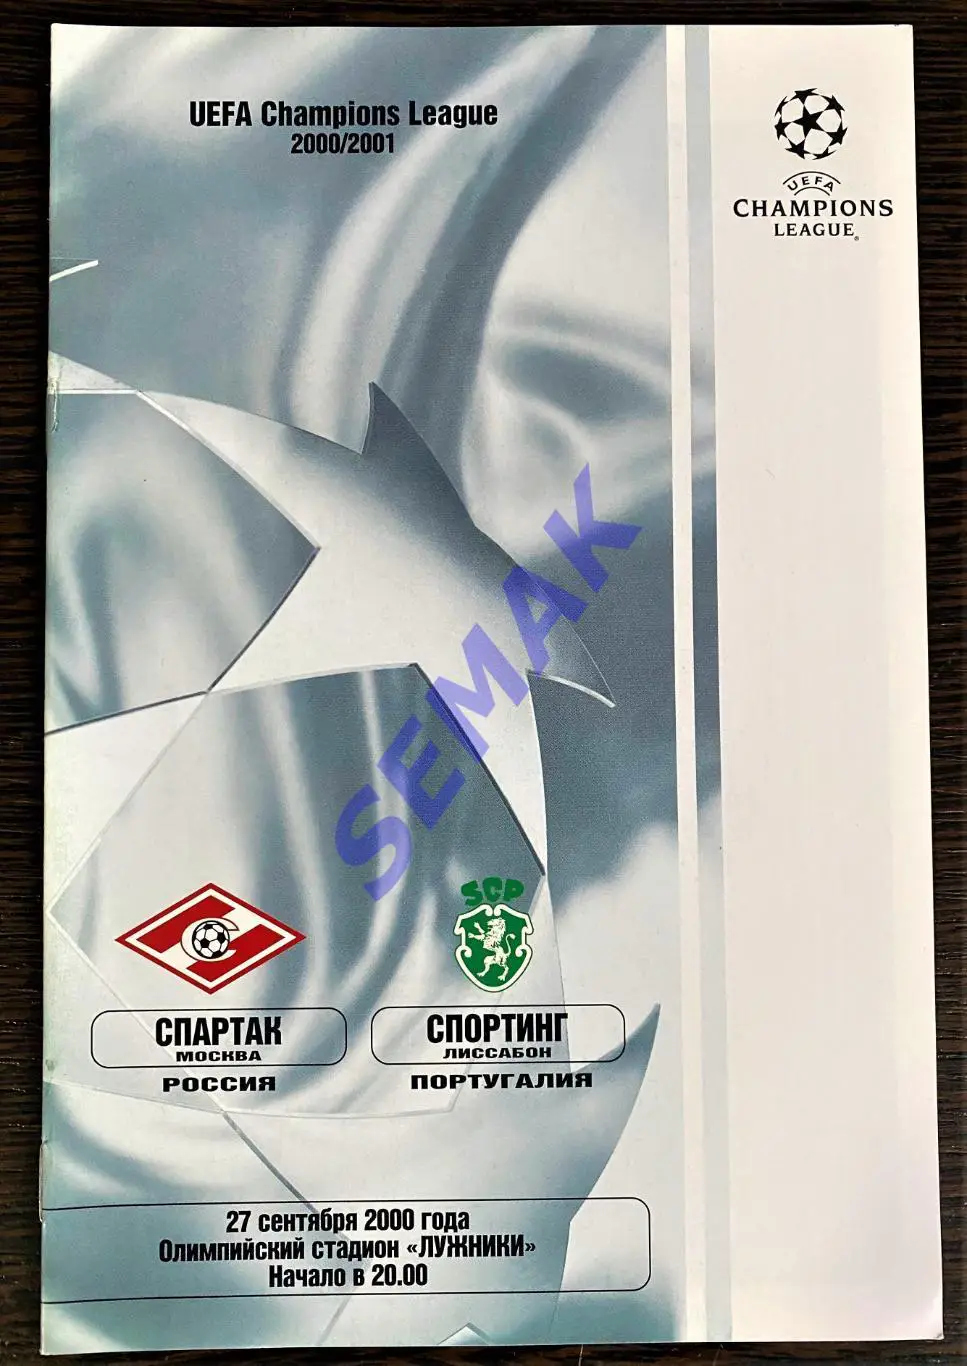 UEFA Champions League
2000/2001
UEFA
CHAMPIONS
LEAGUE®
SEMAK
SCP
СПАРТАК
МОСКВА
РОССИЯ
СПОРТИНГ
ЛИССАБОН
ПОРТУГАЛИЯ
27 сентября 2000 года
Олимпийский стадион «ЛУЖНИКИ»
Начало в 20.00